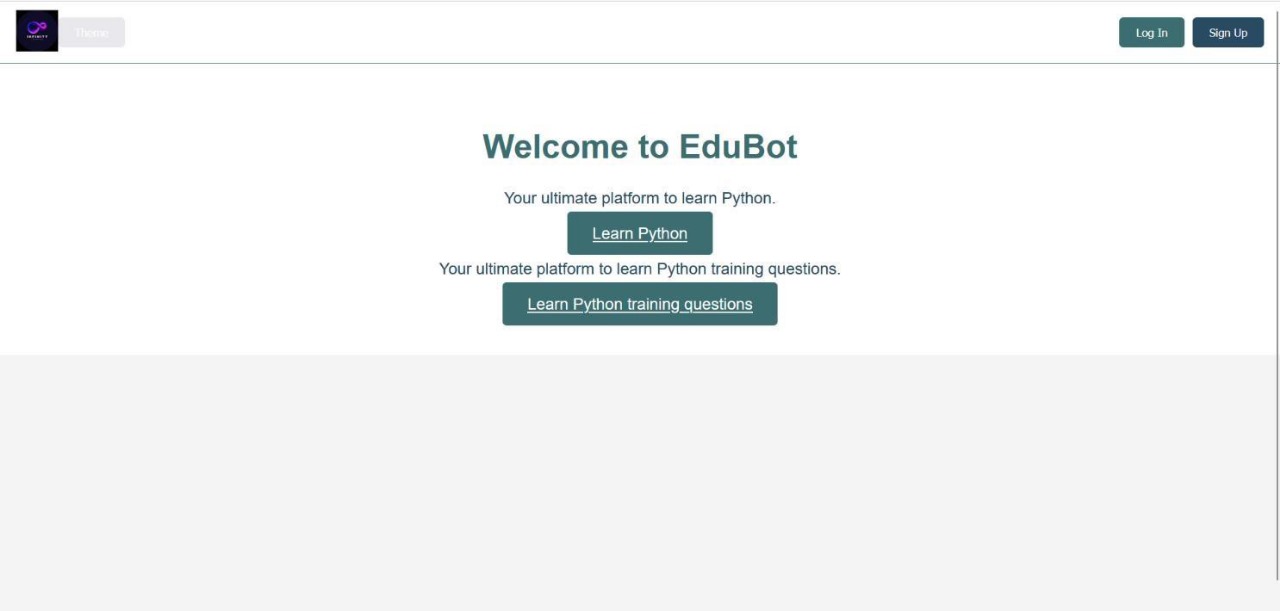 INFINITY
Theme
Log In
Sign Up
Welcome to EduBot
Your ultimate platform to learn Python.
Learn Python
Your ultimate platform to learn Python training questions.
Learn Python training questions